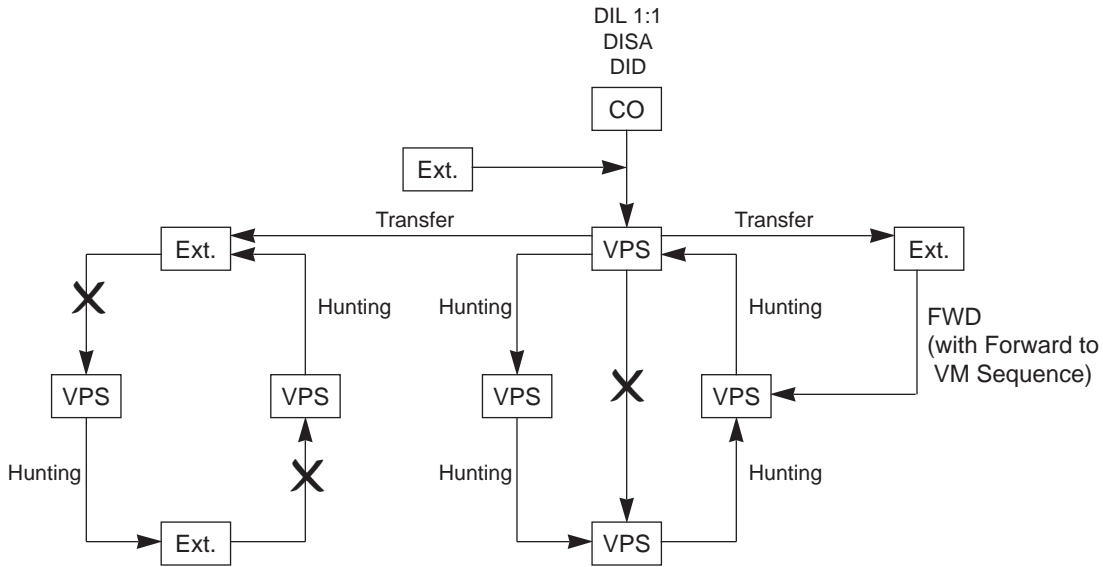 DIL 1:1
DISA
DID
CO
Ext.
Transfer
Transfer
Ext.
VPS
Ext.
Hunting
Hunting
Hunting
FWD
(with Forward to
VM Sequence)
VPS
VPS
VPS
VPS
Hunting
Hunting
Hunting
Ext.
VPS